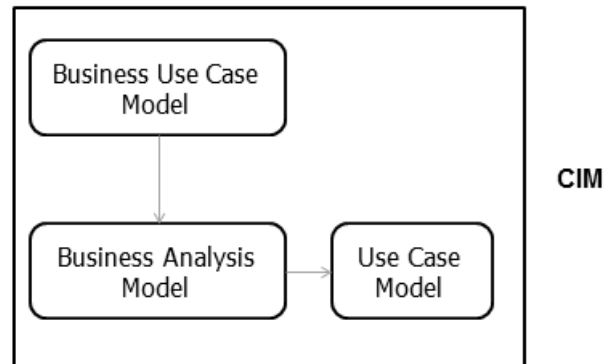 Business Use Case
Model
CIM
Business Analysis
Model
Use Case
Model